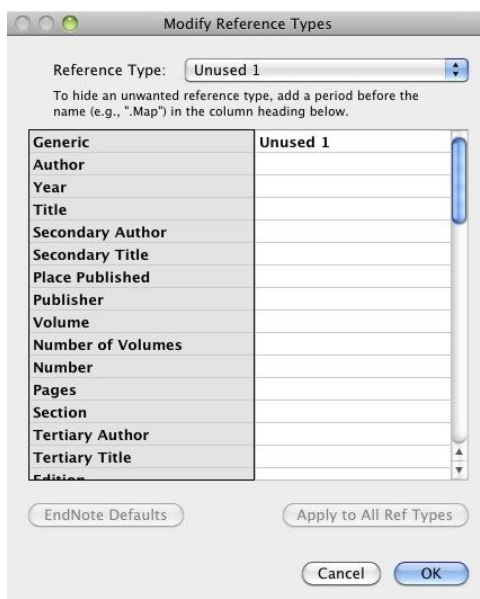 Modify Reference Types
Reference Type: Unused 1
To hide an unwanted reference type, add a period before the
name (e.g., ".Map") in the column heading below.
Generic Unused 1
Author
Year
Title
Secondary Author
Secondary Title
Place Published
Publisher
Volume
Number of Volumes
Number
Pages
Section
Tertiary Author
Tertiary Title
Edition
EndNote Defaults Apply to All Ref Types
Cancel OK